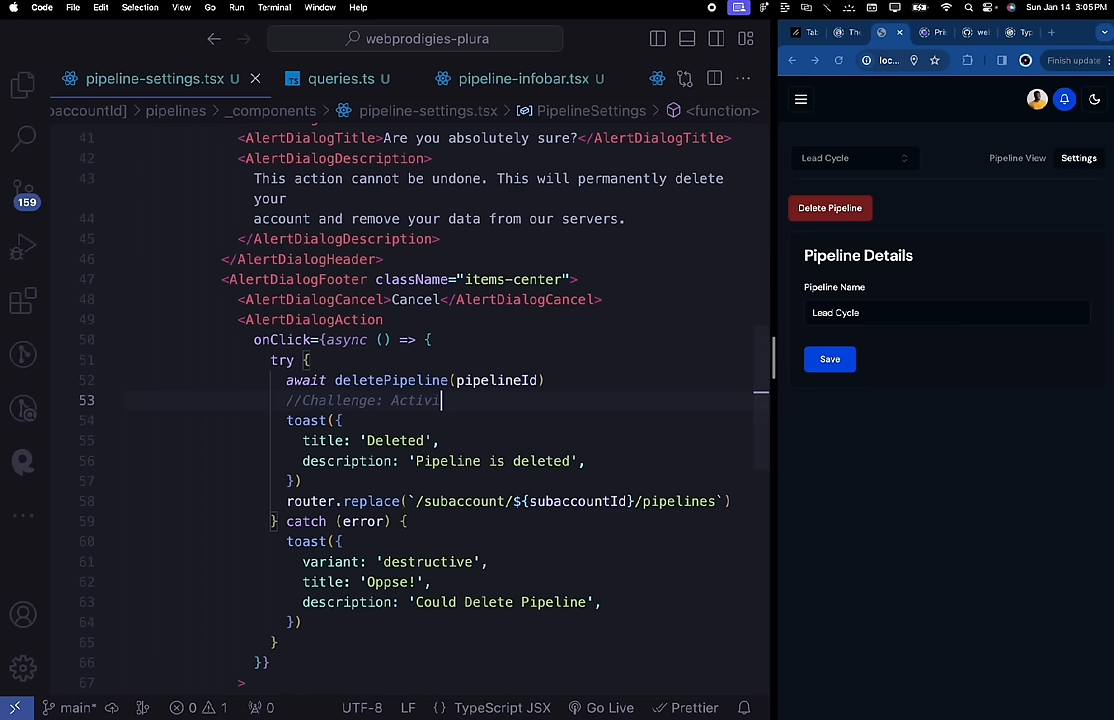 Code File Edit Selection View Go Run Terminal Window Help
Sun Jan 14 3:05PM
webprodigies-plura
pipeline-settings.tsx U
queries.ts U
pipeline-infobar.tsx U
baccountId] pipelines _components pipeline-settings.tsx PipelineSettings <function>
41 <AlertDialogTitle>Are you absolutely sure?</AlertDialogTitle>
42 <AlertDialogDescription>
43 This action cannot be undone. This will permanently delete
your
44 account and remove your data from our servers.
45 </AlertDialogDescription>
46 </AlertDialogHeader>
47 <AlertDialogFooter className="items-center">
48 <AlertDialogCancel>Cancel</AlertDialogCancel>
49 <AlertDialogAction
50 onClick={async () => {
51 try {
52 await deletePipeline(pipelineId)
53 //Challenge: Activi
54 toast({
55 title: 'Deleted',
56 description: 'Pipeline is deleted',
57 })
58 router.replace(`/subaccount/${subaccountId}/pipelines`)
59 } catch (error) {
60 toast({
61 variant: 'destructive',
62 title: 'Oppse!',
63 description: 'Could Delete Pipeline',
64 })
65 }
66 }}
67 >
159
main* 0 1 0 UTF-8 LF {} TypeScript JSX Go Live Prettier
Tab The Pri we Typ
loc... Finish update
Lead Cycle
Pipeline View
Settings
Delete Pipeline
Pipeline Details
Pipeline Name
Lead Cycle
Save